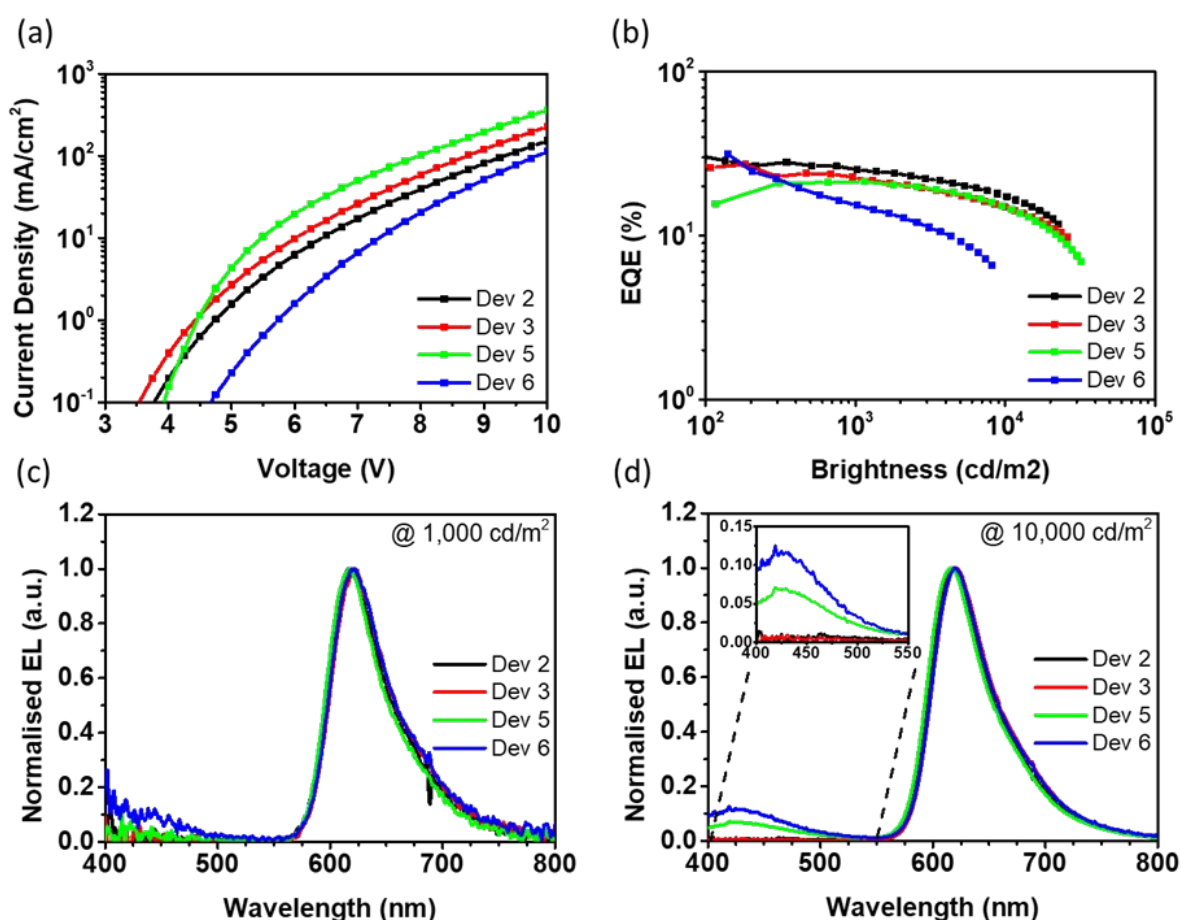 (a)
10³
10²
10¹
10⁰
10⁻¹
Current Density (mA/cm²)
Dev 2
Dev 3
Dev 5
Dev 6
3 4 5 6 7 8 9 10
Voltage (V)
(b)
10²
10¹
10⁰
EQE (%)
Dev 2
Dev 3
Dev 5
Dev 6
10² 10³ 10⁴ 10⁵
Brightness (cd/m2)
(c)
1.2
1.0
0.8
0.6
0.4
0.2
0.0
Normalised EL (a.u.)
@ 1,000 cd/m²
Dev 2
Dev 3
Dev 5
Dev 6
400 500 600 700 800
Wavelength (nm)
(d)
1.2
1.0
0.8
0.6
0.4
0.2
0.0
Normalised EL (a.u.)
@ 10,000 cd/m²
0.15
0.10
0.05
0.00
400 450 500 550
Dev 2
Dev 3
Dev 5
Dev 6
400 500 600 700 800
Wavelength (nm)